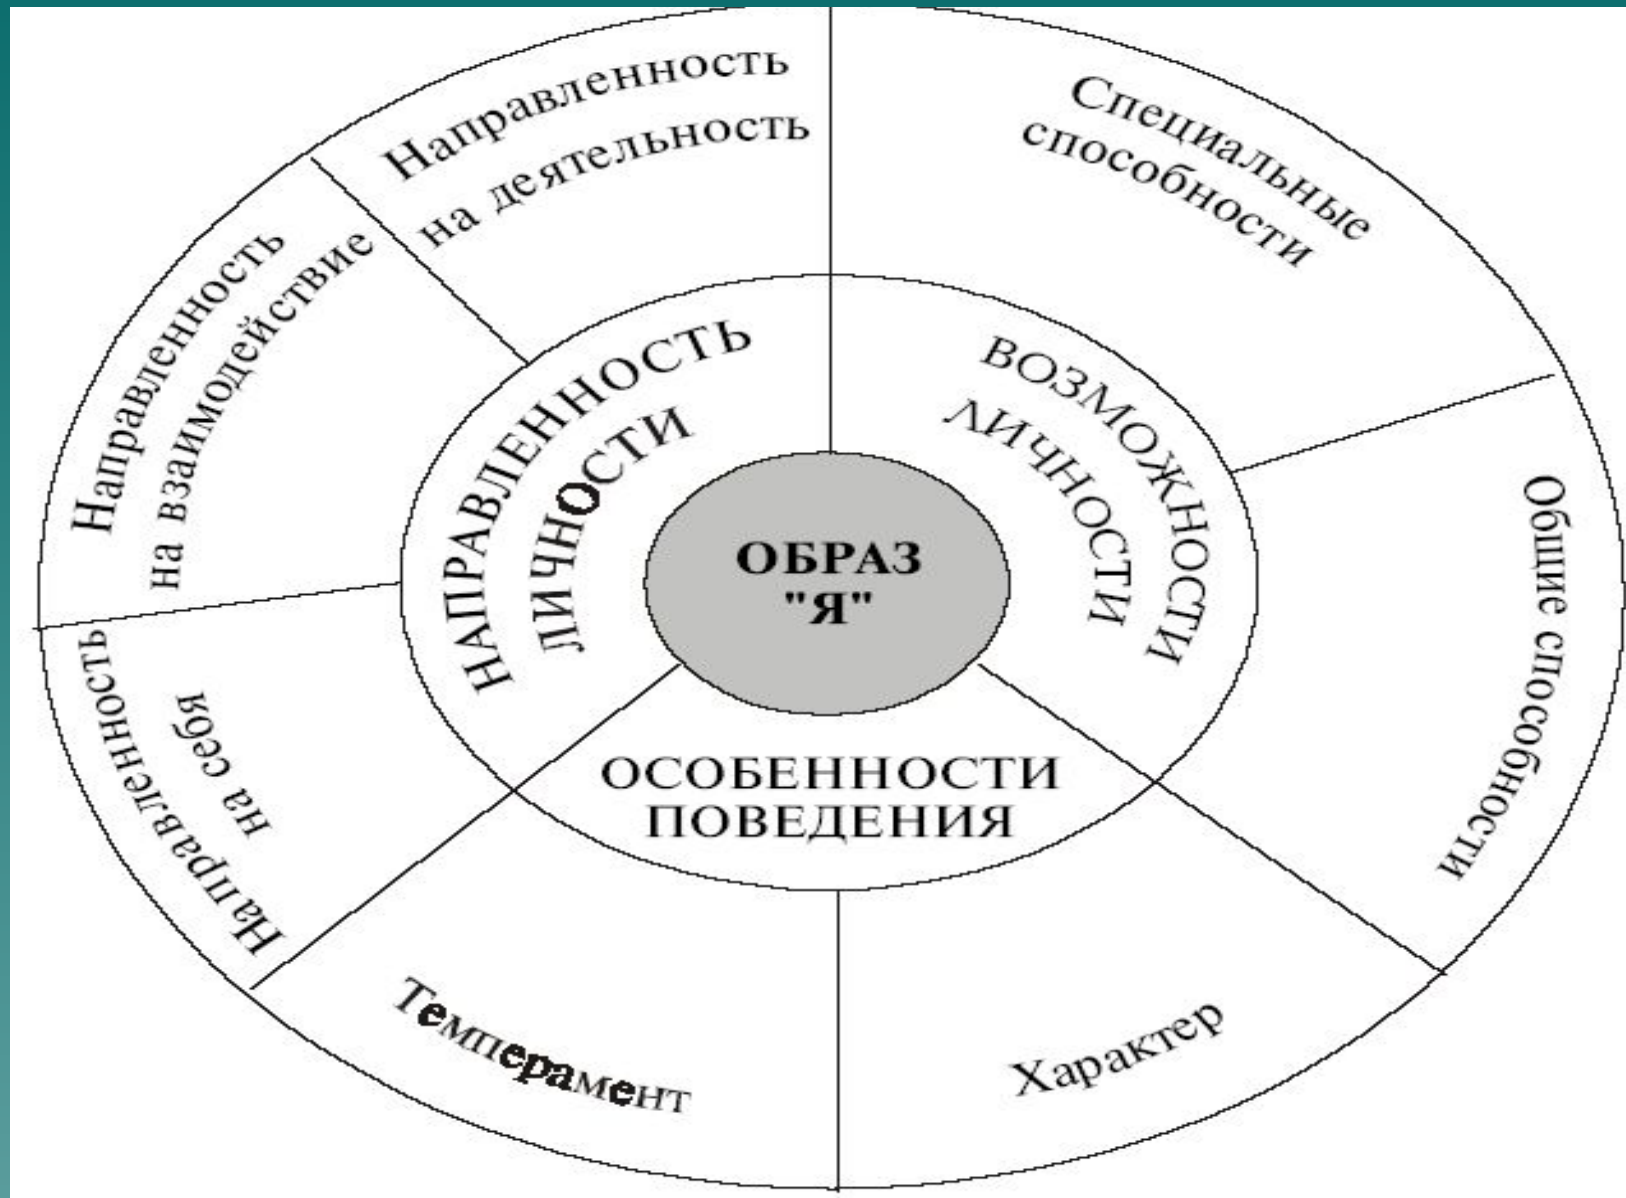 Направленность
на деятельность
Специальные
способности
Направленность
на взаимодействие
НАПРАВЛЕННОСТЬ
ЛИЧНОСТИ
ВОЗМОЖНОСТИ
ЛИЧНОСТИ
Общие способности
ОБРАЗ
"Я"
Направленность
на себя
ОСОБЕННОСТИ
ПОВЕДЕНИЯ
Темперамент
Характер